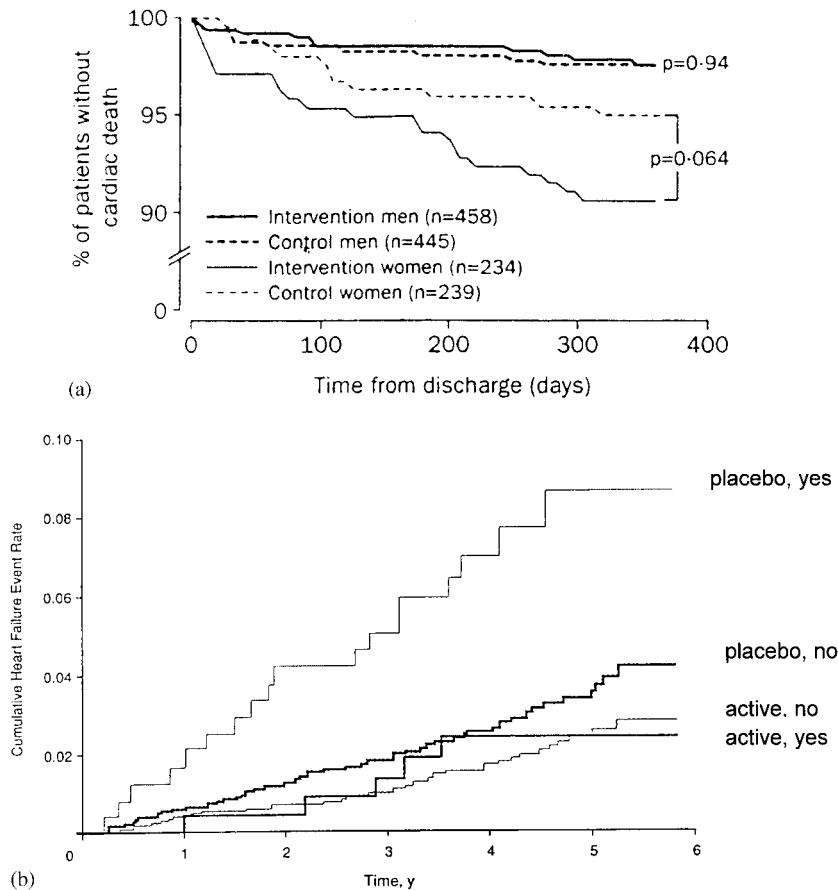 100
95
90
0
% of patients without
cardiac death
p=0·94
p=0·064
Intervention men (n=458)
Control men (n=445)
Intervention women (n=234)
Control women (n=239)
0 100 200 300 400
Time from discharge (days)
(a)
0.10
0.08
0.06
0.04
0.02
Cumulative Heart Failure Event Rate
placebo, yes
placebo, no
active, no
active, yes
0 1 2 3 4 5 6
Time, y
(b)